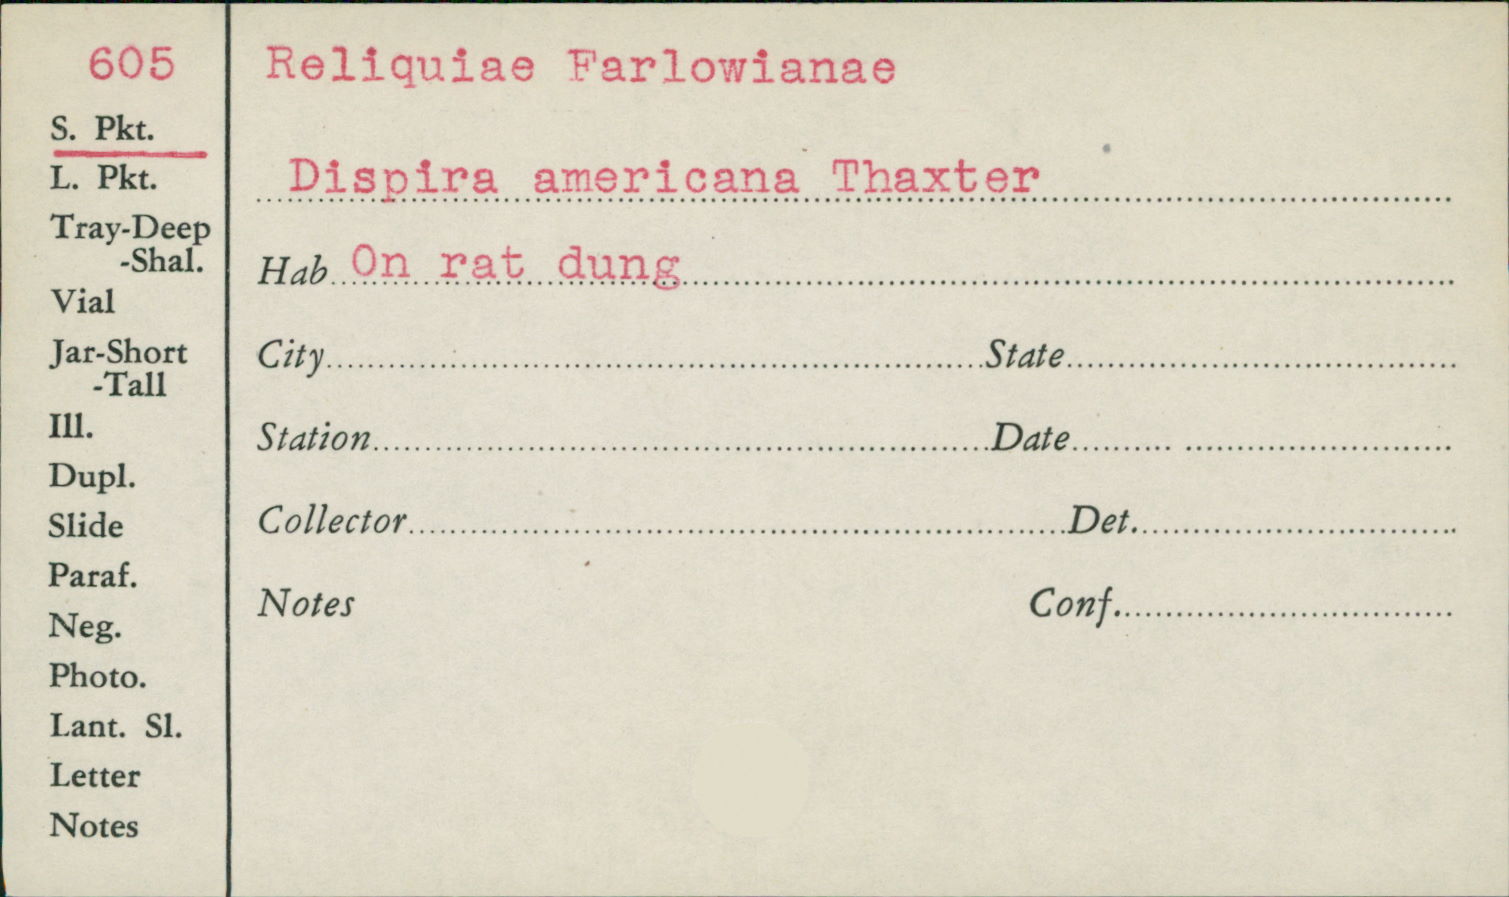 605
S. Pkt.
L. Pkt.
Tray-Deep
-Shal.
Vial
Jar-Short
-Tall
Ill.
Dupl.
Slide
Paraf.
Neg.
Photo.
Lant. Sl.
Letter
Notes
Reliquiae Farlowianae
Dispira americana Thaxter
Hab On rat dung
City State
Station Date
Collector Det.
Notes Conf.